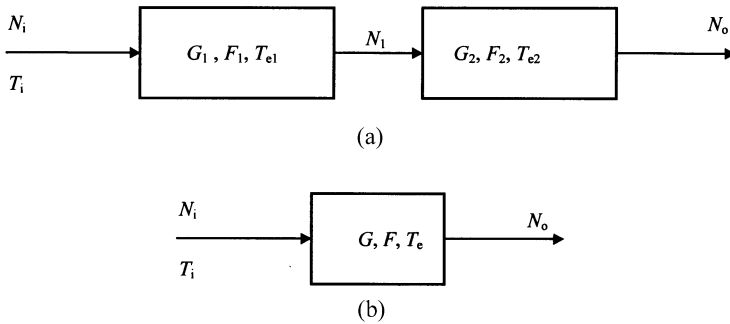 Nᵢ
Tᵢ
G₁ , F₁, Tₑ₁
N₁
G₂, F₂, Tₑ₂
Nₒ
(a)
Nᵢ
Tᵢ
G, F, Tₑ
Nₒ
(b)